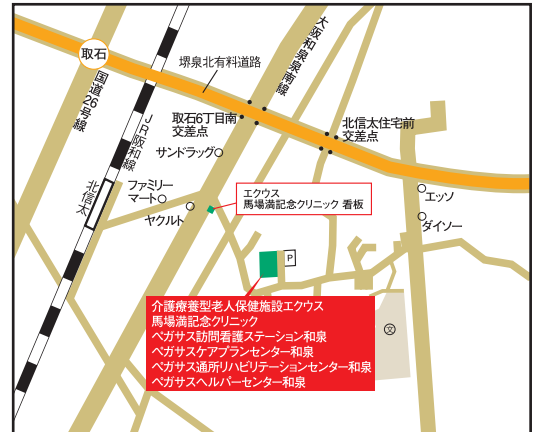 取石
堺泉北有料道路
大阪和泉泉南線
国道26号線
JR阪和線
取石6丁目南
交差点
北信太住宅前
交差点
サンドラッグ
ファミリー
マート
北信太
ヤクルト
エクウス
馬場満記念クリニック 看板
エッソ
ダイソー
P
介護療養型老人保健施設エクウス
馬場満記念クリニック
ペガサス訪問看護ステーション和泉
ペガサスケアプランセンター和泉
ペガサス通所リハビリテーションセンター和泉
ペガサスヘルパーセンター和泉
文